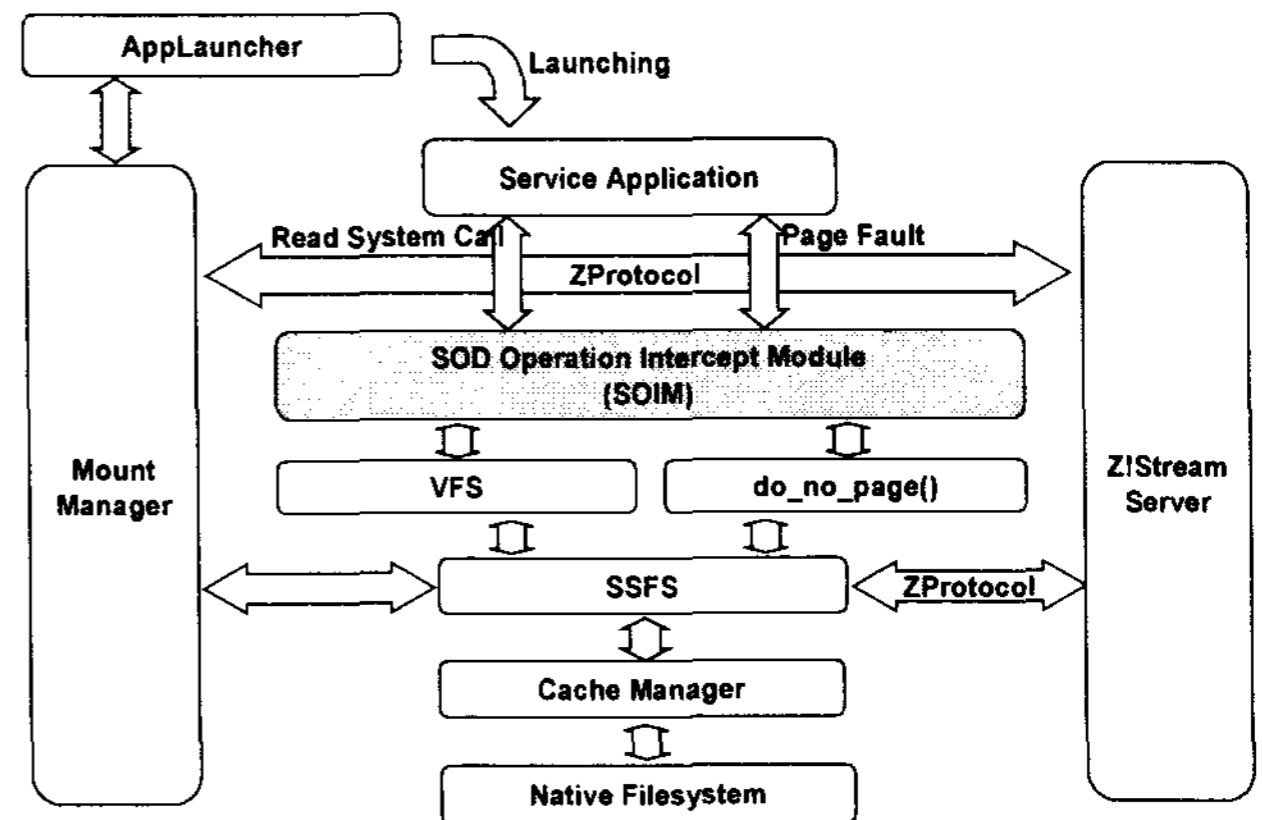 AppLauncher
Launching
Service Application
Read System Call
Page Fault
ZProtocol
SOD Operation Intercept Module
(SOIM)
Mount
Manager
VFS
do_no_page()
Z!Stream
Server
SSFS
ZProtocol
Cache Manager
Native Filesystem